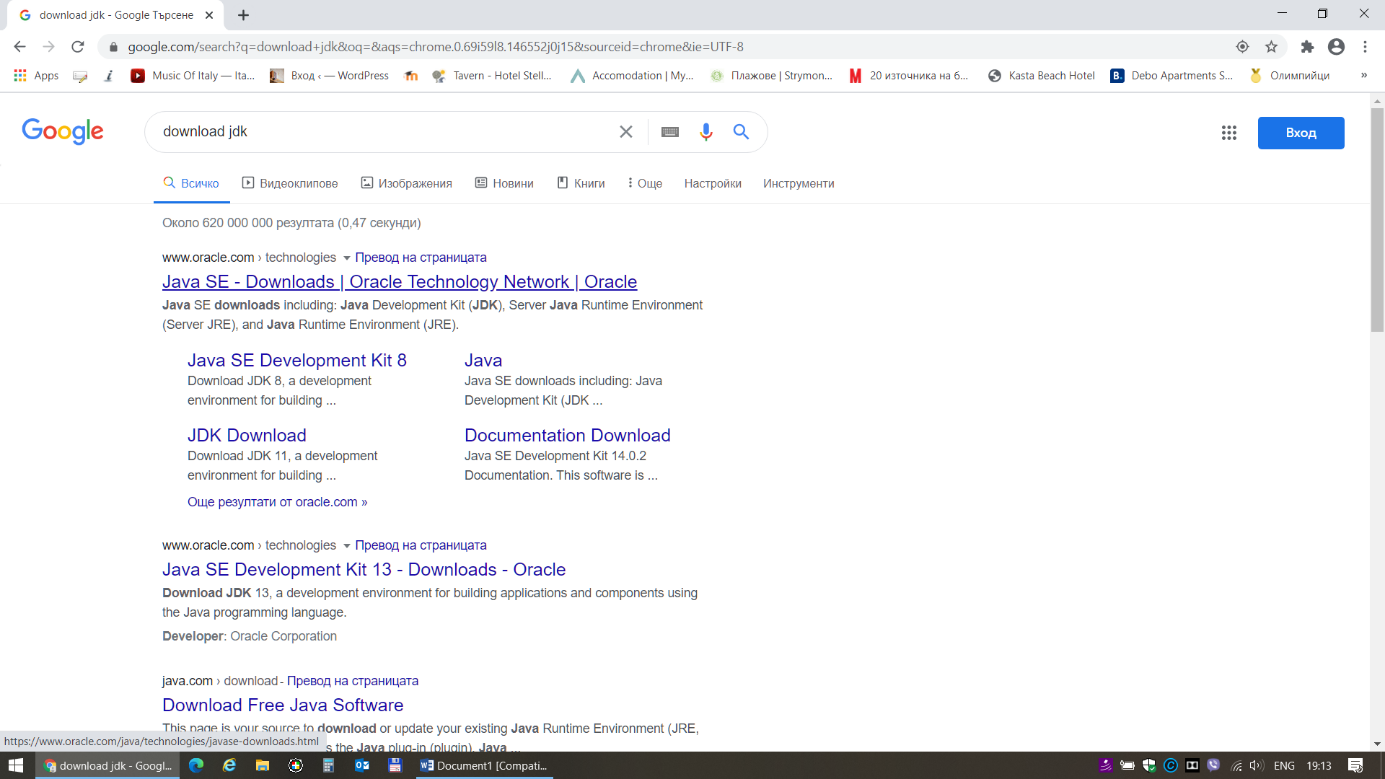 download jdk - Google Търсене
google.com/search?q=download+jdk&oq=&aqs=chrome.0.69i59l8.146552j0j15&sourceid=chrome&ie=UTF-8
Apps
Music Of Italy — Ita...
Вход ‹ — WordPress
Tavern - Hotel Stell...
Accomodation | My...
Плажове | Strymon...
20 източника на б...
Kasta Beach Hotel
B.
Debo Apartments S...
Олимпийци
»
Google
download jdk
Вход
Всичко
Видеоклипове
Изображения
Новини
Книги
Още
Настройки
Инструменти
Около 620 000 000 резултата (0,47 секунди)
www.oracle.com › technologies Превод на страницата
Java SE - Downloads | Oracle Technology Network | Oracle
Java SE downloads including: Java Development Kit (JDK), Server Java Runtime Environment
(Server JRE), and Java Runtime Environment (JRE).
Java SE Development Kit 8
Download JDK 8, a development
environment for building ...
Java
Java SE downloads including: Java
Development Kit (JDK ...
JDK Download
Download JDK 11, a development
environment for building ...
Documentation Download
Java SE Development Kit 14.0.2
Documentation. This software is ...
Още резултати от oracle.com »
www.oracle.com › technologies Превод на страницата
Java SE Development Kit 13 - Downloads - Oracle
Download JDK 13, a development environment for building applications and components using
the Java programming language.
Developer: Oracle Corporation
java.com › download - Превод на страницата
Download Free Java Software
This page is your source to download or update your existing Java Runtime Environment (JRE,
s the Java plug-in (plugin), Java ...
https://www.oracle.com/java/technologies/javase-downloads.html
download jdk - Googl...
Document1 [Compati...
ENG
19:13